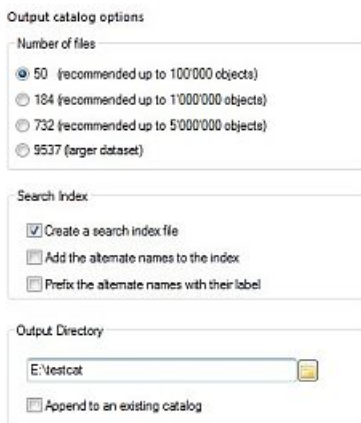 Output catalog options
Number of files
50 (recommended up to 100'000 objects)
184 (recommended up to 1'000'000 objects)
732 (recommended up to 5'000'000 objects)
9537 (larger dataset)
Search Index
Create a search index file
Add the alternate names to the index
Prefix the alternate names with their label
Output Directory
E:\testcat
Append to an existing catalog